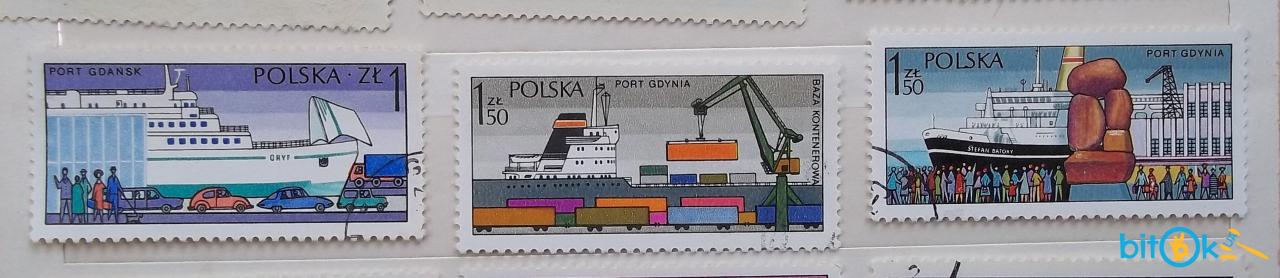 PORT GDAŃSK
POLSKA · ZŁ 1
GRYF
1 ZŁ 50
POLSKA
PORT GDYNIA
BAZA KONTENEROWA
1 ZŁ 50
POLSKA
PORT GDYNIA
STEFAN BATORY
bitok